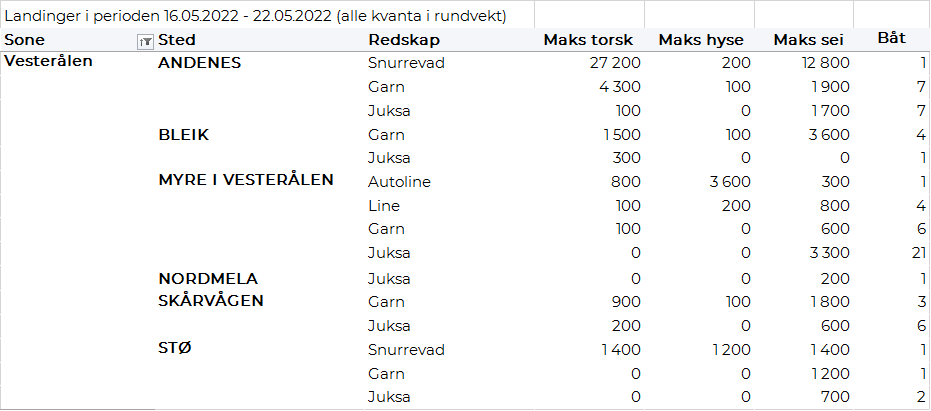 Landinger i perioden 16.05.2022 - 22.05.2022 (alle kvanta i rundvekt)
Sone Sted Redskap Maks torsk Maks hyse Maks sei Båt
Vesterålen ANDENES Snurrevad 27 200 200 12 800 1
Garn 4 300 100 1 900 7
Juksa 100 0 1 700 7
BLEIK Garn 1 500 100 3 600 4
Juksa 300 0 0 1
MYRE I VESTERÅLEN Autoline 800 3 600 300 1
Line 100 200 800 4
Garn 100 0 600 6
Juksa 0 0 3 300 21
NORDMELA Juksa 0 0 200 1
SKÅRVÅGEN Garn 900 100 1 800 3
Juksa 200 0 600 6
STØ Snurrevad 1 400 1 200 1 400 1
Garn 0 0 1 200 1
Juksa 0 0 700 2